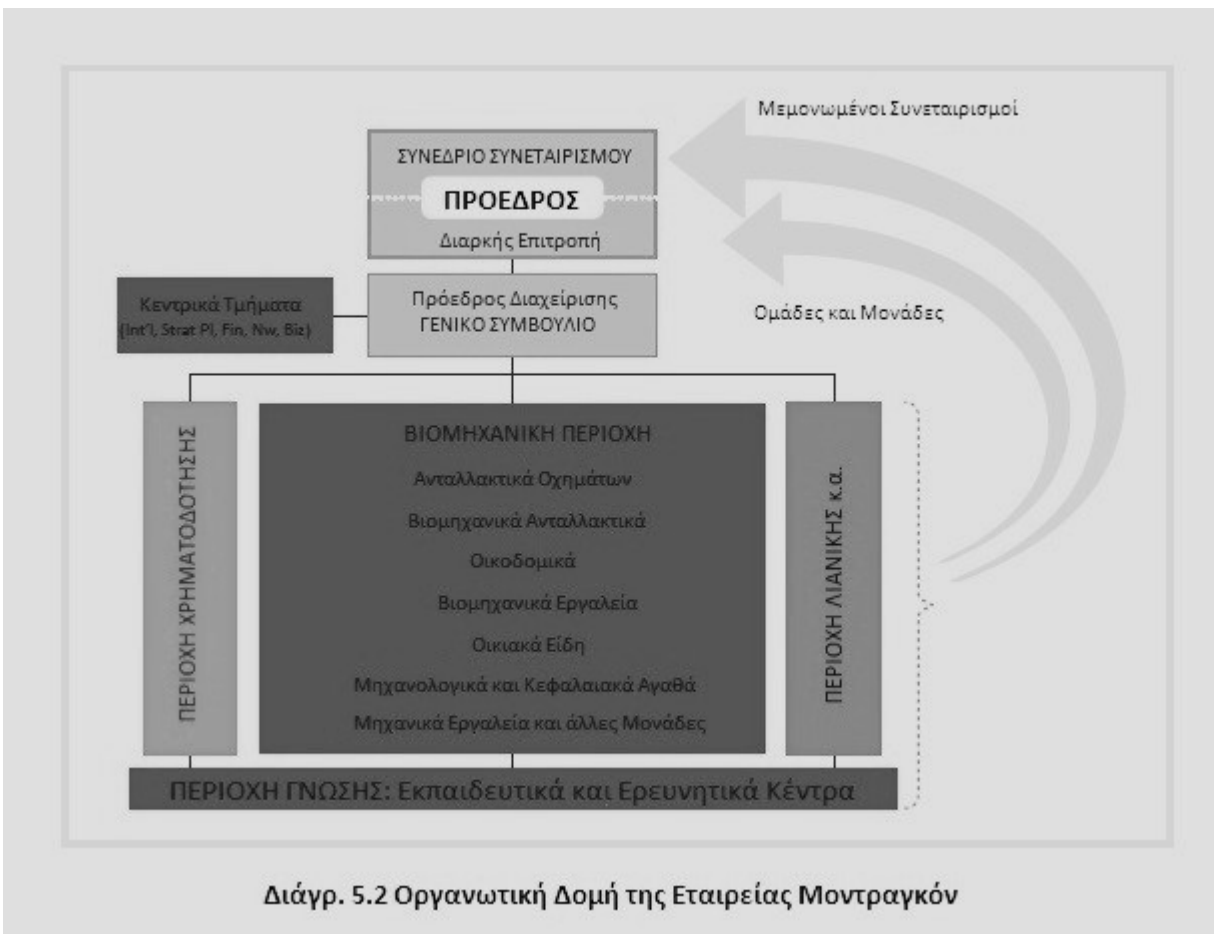 Μεμονωμένοι Συνεταιρισμοί
ΣΥΝΕΔΡΙΟ ΣΥΝΕΤΑΙΡΙΣΜΟΥ
ΠΡΟΕΔΡΟΣ
Διαρκής Επιτροπή
Κεντρικά Τμήματα
(Int'l, Strat Pl, Fin, Nw, Biz)
Πρόεδρος Διαχείρισης
ΓΕΝΙΚΟ ΣΥΜΒΟΥΛΙΟ
Ομάδες και Μονάδες
ΠΕΡΙΟΧΗ ΧΡΗΜΑΤΟΔΟΤΗΣΗΣ
ΒΙΟΜΗΧΑΝΙΚΗ ΠΕΡΙΟΧΗ
Ανταλλακτικά Οχημάτων
Βιομηχανικά Ανταλλακτικά
Οικοδομικά
Βιομηχανικά Εργαλεία
Οικιακά Είδη
Μηχανολογικά και Κεφαλαιακά Αγαθά
Μηχανικά Εργαλεία και άλλες Μονάδες
ΠΕΡΙΟΧΗ ΛΙΑΝΙΚΗΣ κ.α.
ΠΕΡΙΟΧΗ ΓΝΩΣΗΣ: Εκπαιδευτικά και Ερευνητικά Κέντρα
Διάγρ. 5.2 Οργανωτική Δομή της Εταιρείας Μοντραγκόν